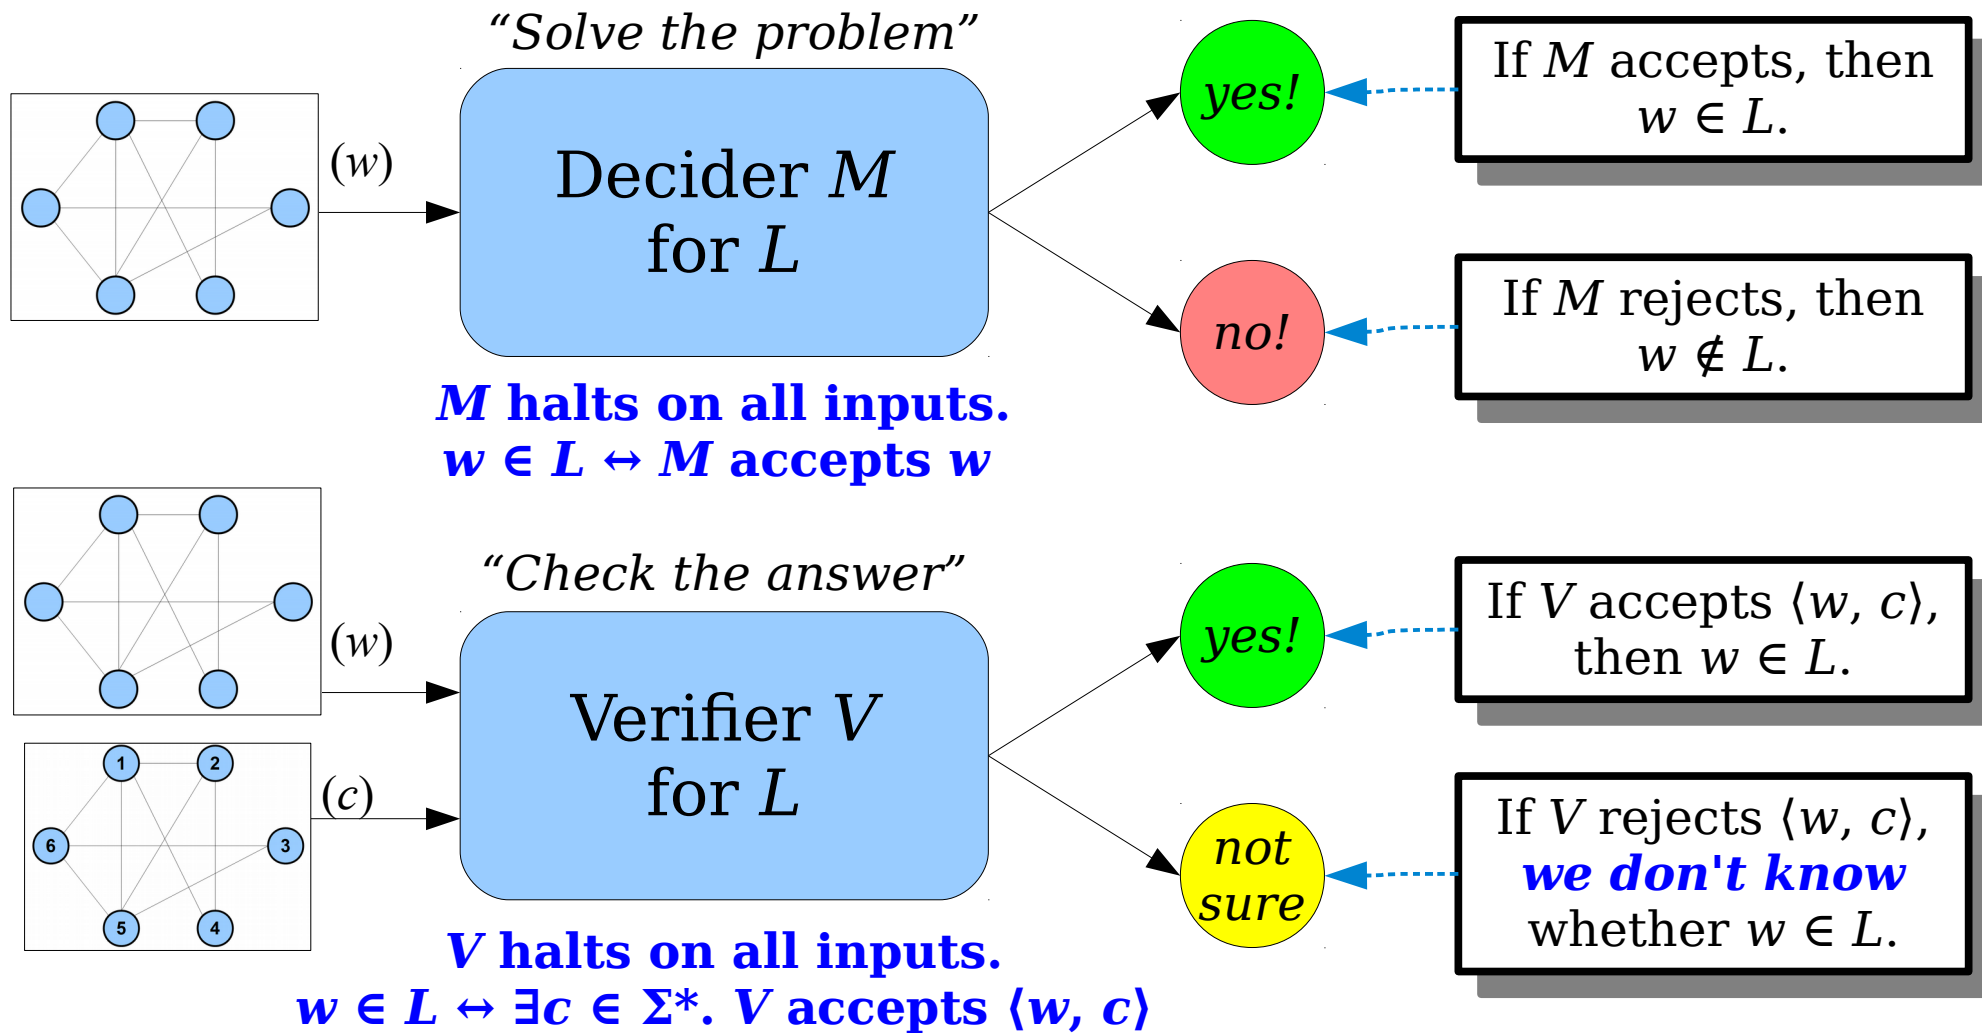 “Solve the problem”
(w)
Decider M
for L
yes!
no!
If M accepts, then
w ∈ L.
If M rejects, then
w ∉ L.
M halts on all inputs.
w ∈ L ↔ M accepts w
“Check the answer”
(w)
1 2
6 3
5 4
(c)
Verifier V
for L
yes!
not
sure
If V accepts ⟨w, c⟩,
then w ∈ L.
If V rejects ⟨w, c⟩,
we don't know
whether w ∈ L.
V halts on all inputs.
w ∈ L ↔ ∃c ∈ Σ*. V accepts ⟨w, c⟩